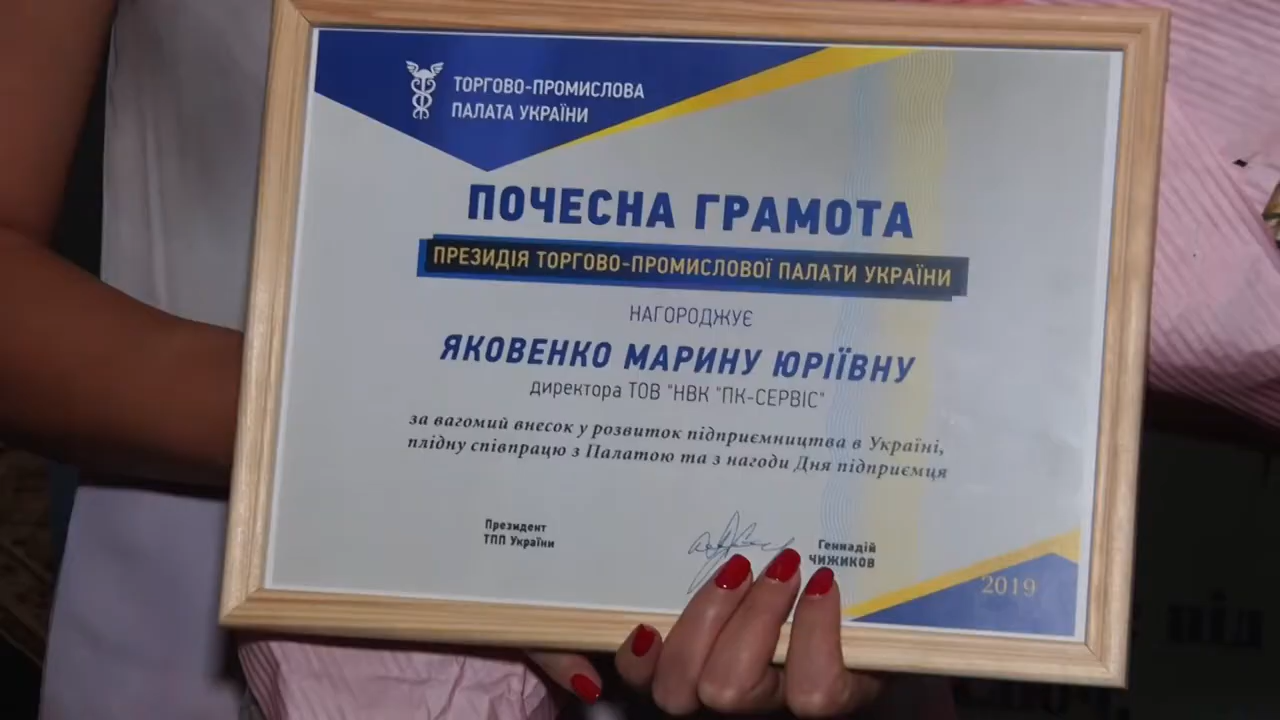 ТОРГОВО-ПРОМИСЛОВА
ПАЛАТА УКРАЇНИ
ПОЧЕСНА ГРАМОТА
ПРЕЗИДІЯ ТОРГОВО-ПРОМИСЛОВОЇ ПАЛАТИ УКРАЇНИ
НАГОРОДЖУЄ
ЯКОВЕНКО МАРИНУ ЮРІЇВНУ
директора ТОВ "НВК "ПК-СЕРВІС"
за вагомий внесок у розвиток підприємництва в Україні,
плідну співпрацю з Палатою та з нагоди Дня підприємця
Президент
ТПП України
Геннадій
ЧИЖИКОВ
2019